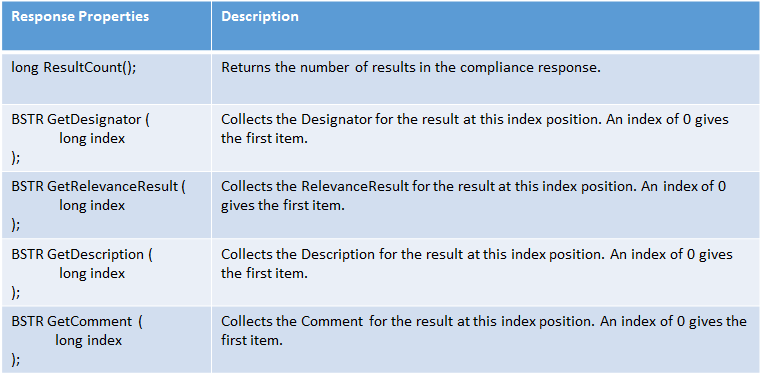 Response Properties
Description
long ResultCount();
Returns the number of results in the compliance response.
BSTR GetDesignator (
long index
);
Collects the Designator for the result at this index position. An index of 0 gives
the first item.
BSTR GetRelevanceResult (
long index
);
Collects the RelevanceResult for the result at this index position. An index of 0
gives the first item.
BSTR GetDescription (
long index
);
Collects the Description for the result at this index position. An index of 0 gives
the first item.
BSTR GetComment (
long index
);
Collects the Comment for the result at this index position. An index of 0 gives the
first item.